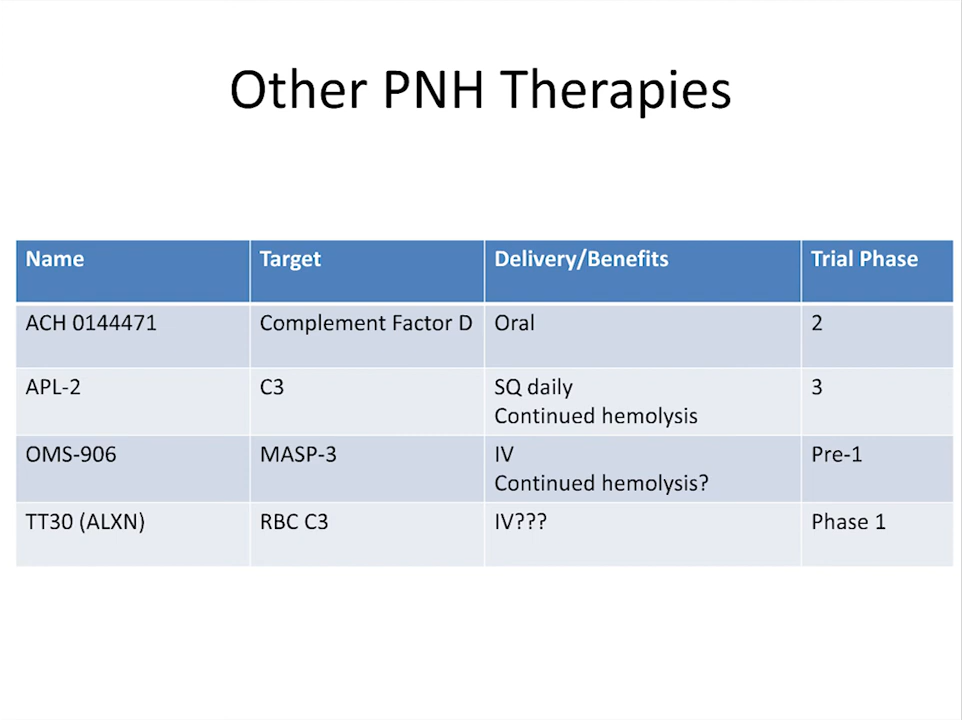 Other PNH Therapies
Name Target Delivery/Benefits Trial Phase
ACH 0144471 Complement Factor D Oral 2
APL-2 C3 SQ daily 3
Continued hemolysis
OMS-906 MASP-3 IV Pre-1
Continued hemolysis?
TT30 (ALXN) RBC C3 IV??? Phase 1